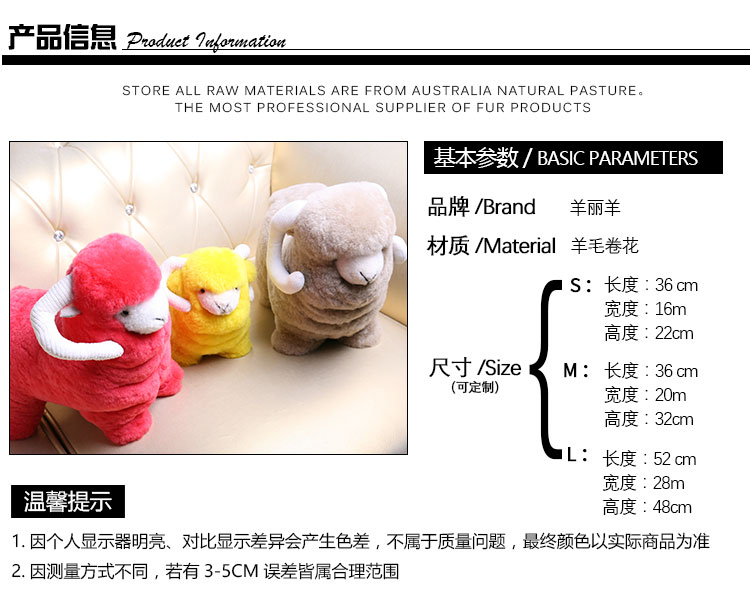 产品信息 Product Information
STORE ALL RAW MATERIALS ARE FROM AUSTRALIA NATURAL PASTURE。
THE MOST PROFESSIONAL SUPPLIER OF FUR PRODUCTS
基本参数 / BASIC PARAMETERS
品牌 /Brand 羊丽羊
材质 /Material 羊毛卷花
尺寸 /Size
(可定制)
S： 长度：36 cm
宽度：16m
高度：22cm
M： 长度：36 cm
宽度：20m
高度：32cm
L： 长度：52 cm
宽度：28m
高度：48cm
温馨提示
1. 因个人显示器明亮、对比显示差异会产生色差，不属于质量问题，最终颜色以实际商品为准
2. 因测量方式不同，若有 3-5CM 误差皆属合理范围